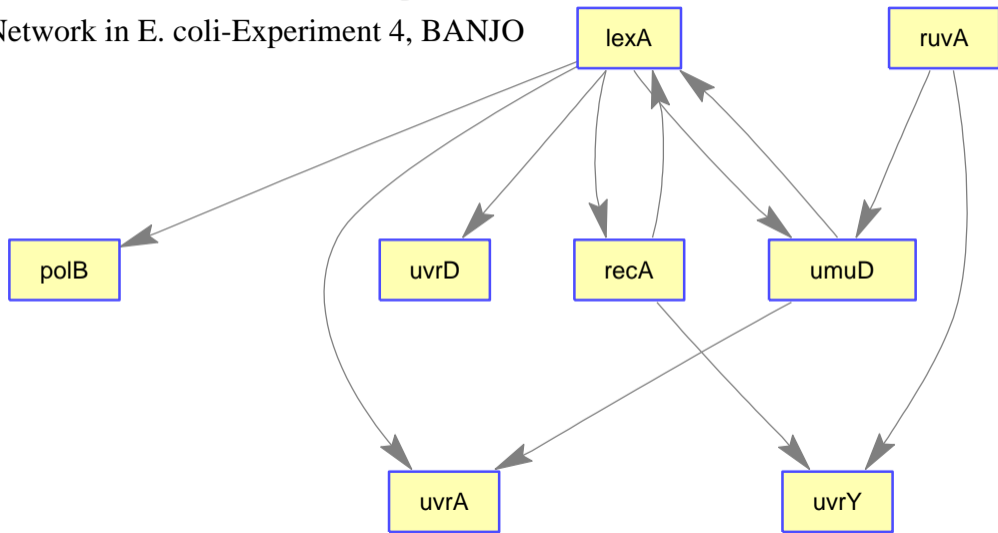 Network in E. coli-Experiment 4, BANJO
lexA
ruvA
polB
uvrD
recA
umuD
uvrA
uvrY